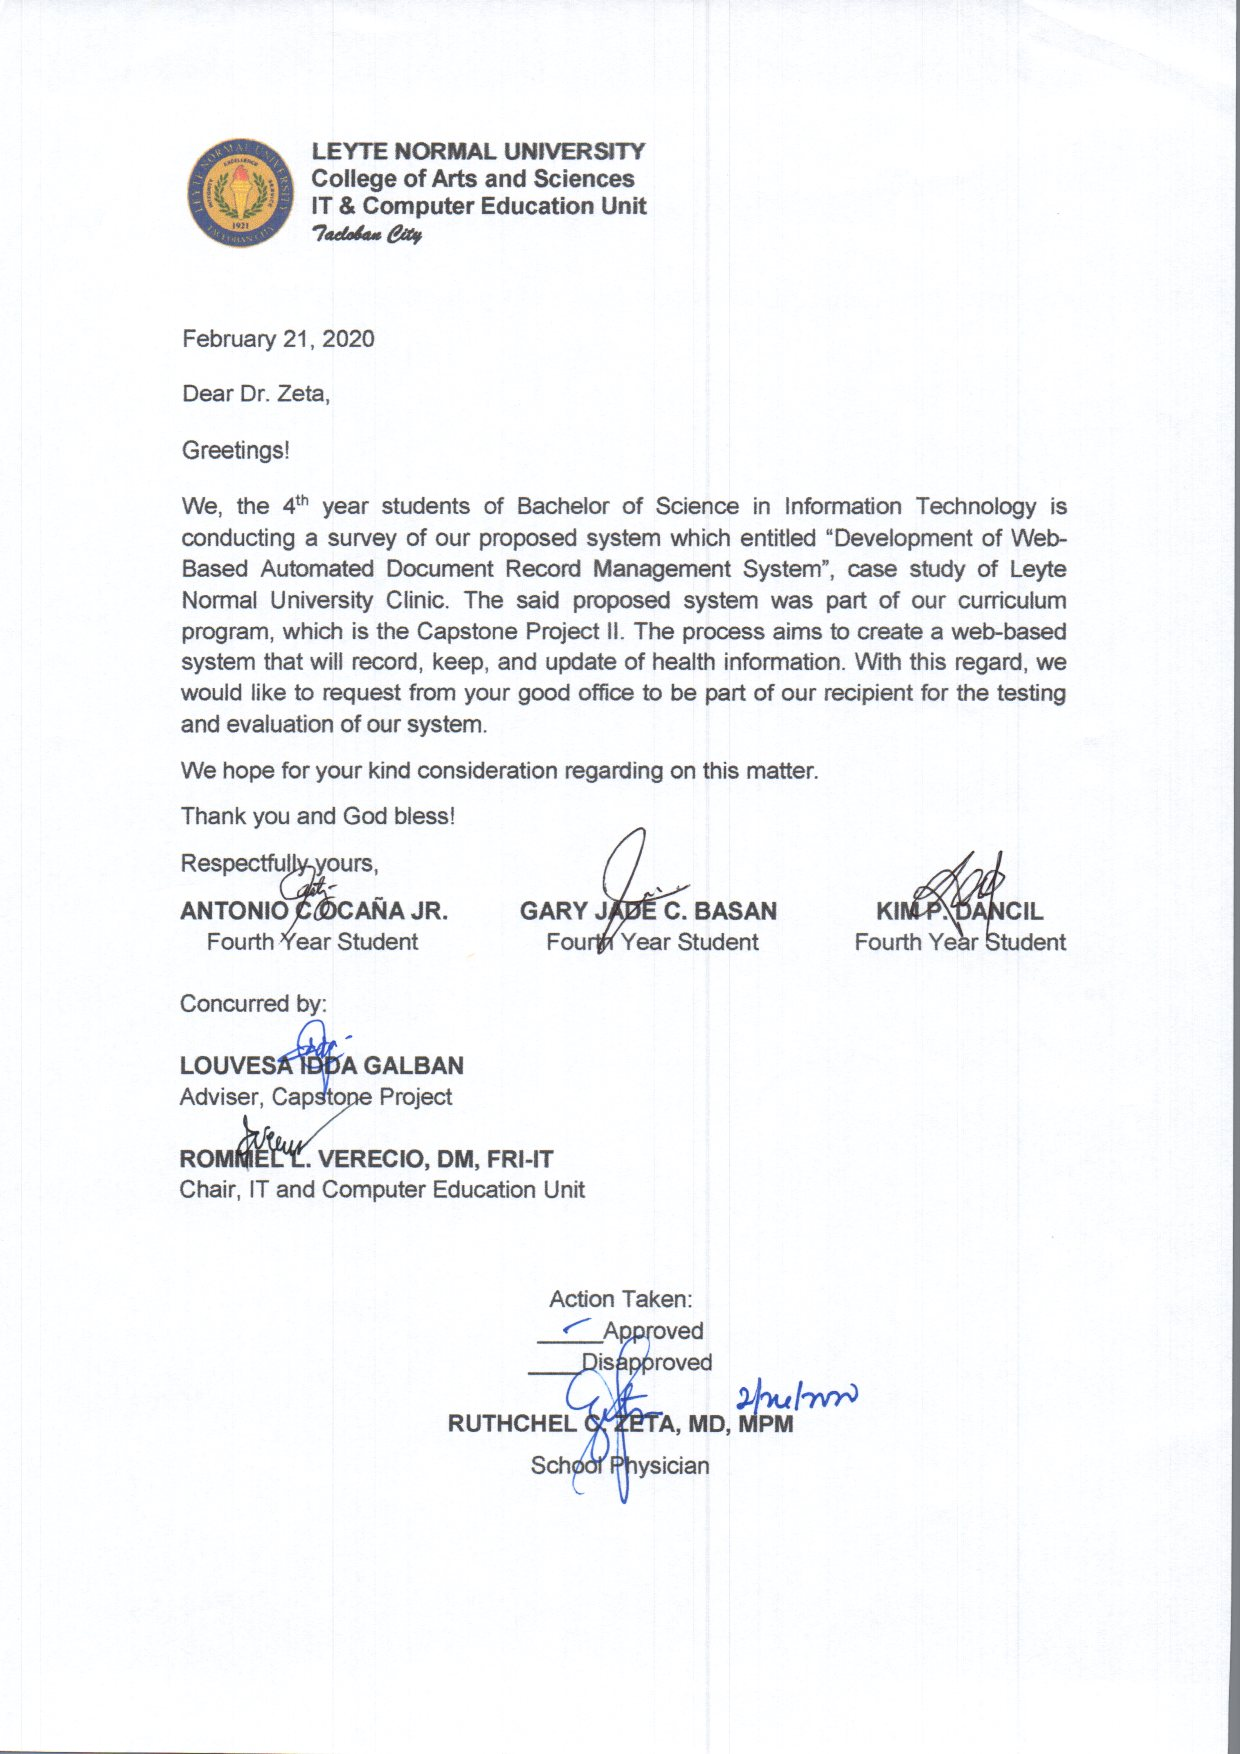 LEYTE NORMAL UNIVERSITY
College of Arts and Sciences
IT & Computer Education Unit
Tacloban City
LEYTE NORMAL UNIVERSITY
EXCELLENCE
SERVICE
1921
TACLOBAN CITY
February 21, 2020
Dear Dr. Zeta,
Greetings!
We, the 4th year students of Bachelor of Science in Information Technology is
conducting a survey of our proposed system which entitled “Development of Web-
Based Automated Document Record Management System”, case study of Leyte
Normal University Clinic. The said proposed system was part of our curriculum
program, which is the Capstone Project II. The process aims to create a web-based
system that will record, keep, and update of health information. With this regard, we
would like to request from your good office to be part of our recipient for the testing
and evaluation of our system.
We hope for your kind consideration regarding on this matter.
Thank you and God bless!
Respectfully yours,
ANTONIO C OCAÑA JR. GARY JADE C. BASAN KIM P. DANCIL
Fourth Year Student Fourth Year Student Fourth Year Student
Concurred by:
LOUVESA IDDA GALBAN
Adviser, Capstone Project
ROMMEL L. VERECIO, DM, FRI-IT
Chair, IT and Computer Education Unit
Action Taken:
Approved
Disapproved
RUTHCHEL C. ZETA, MD, MPM
School Physician